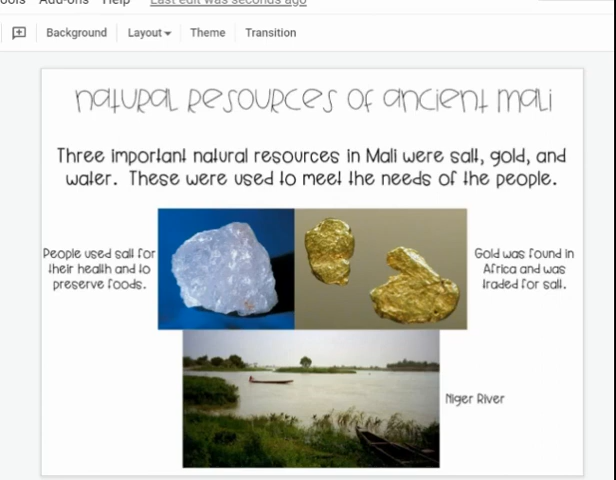 ools Add-ons Help Last edit was seconds ago
Background Layout Theme Transition
natural resources of ancient mali
Three important natural resources in Mali were salt, gold, and
water. These were used to meet the needs of the people.
People used salt for
their health and to
preserve foods.
Gold was found in
Africa and was
traded for salt.
Niger River